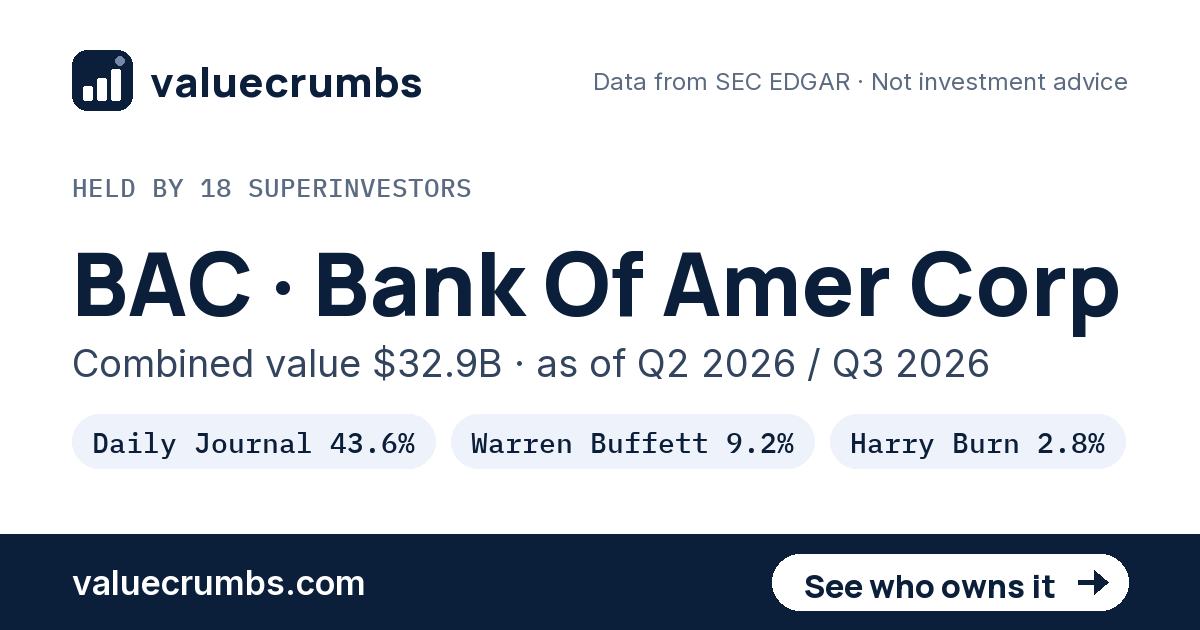 valuecrumbs
Data from SEC EDGAR · Not investment advice
HELD BY 18 SUPERINVESTORS
BAC · Bank Of Amer Corp
Combined value $32.9B · as of Q2 2026 / Q3 2026
Daily Journal 43.6%
Warren Buffett 9.2%
Harry Burn 2.8%
valuecrumbs.com
See who owns it →